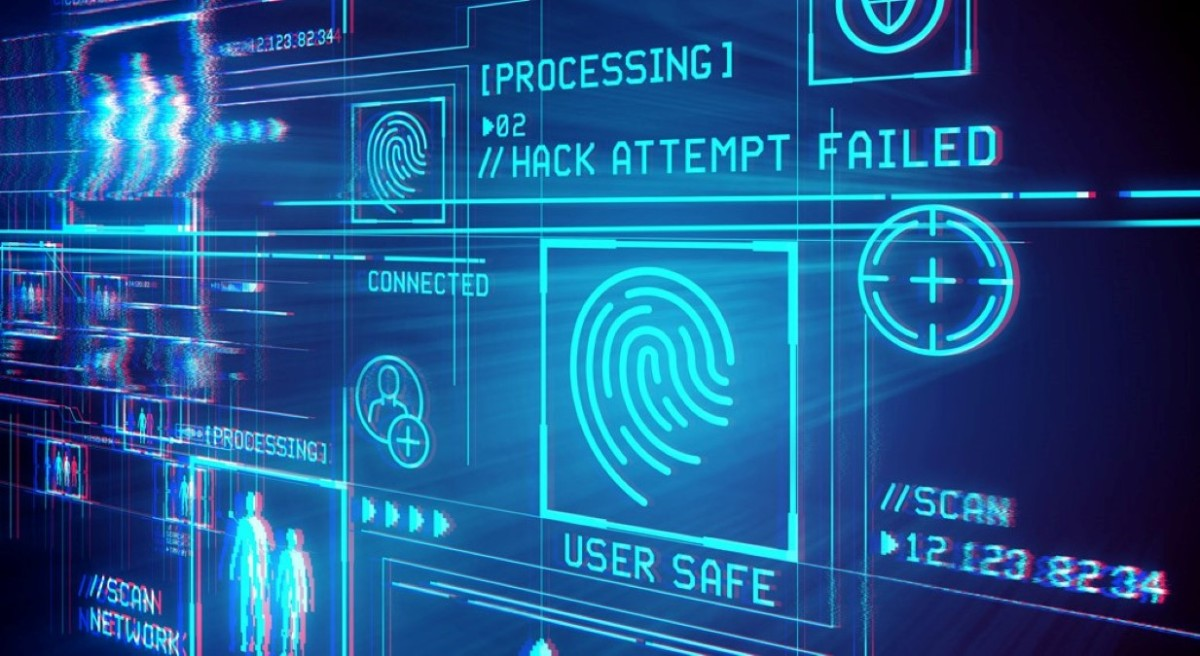 12.123.82.34
[PROCESSING]
02
//HACK ATTEMPT FAILED
CONNECTED
[PROCESSING]
USER SAFE
//SCAN
12.123.82.34
///SCAN
NETWORK